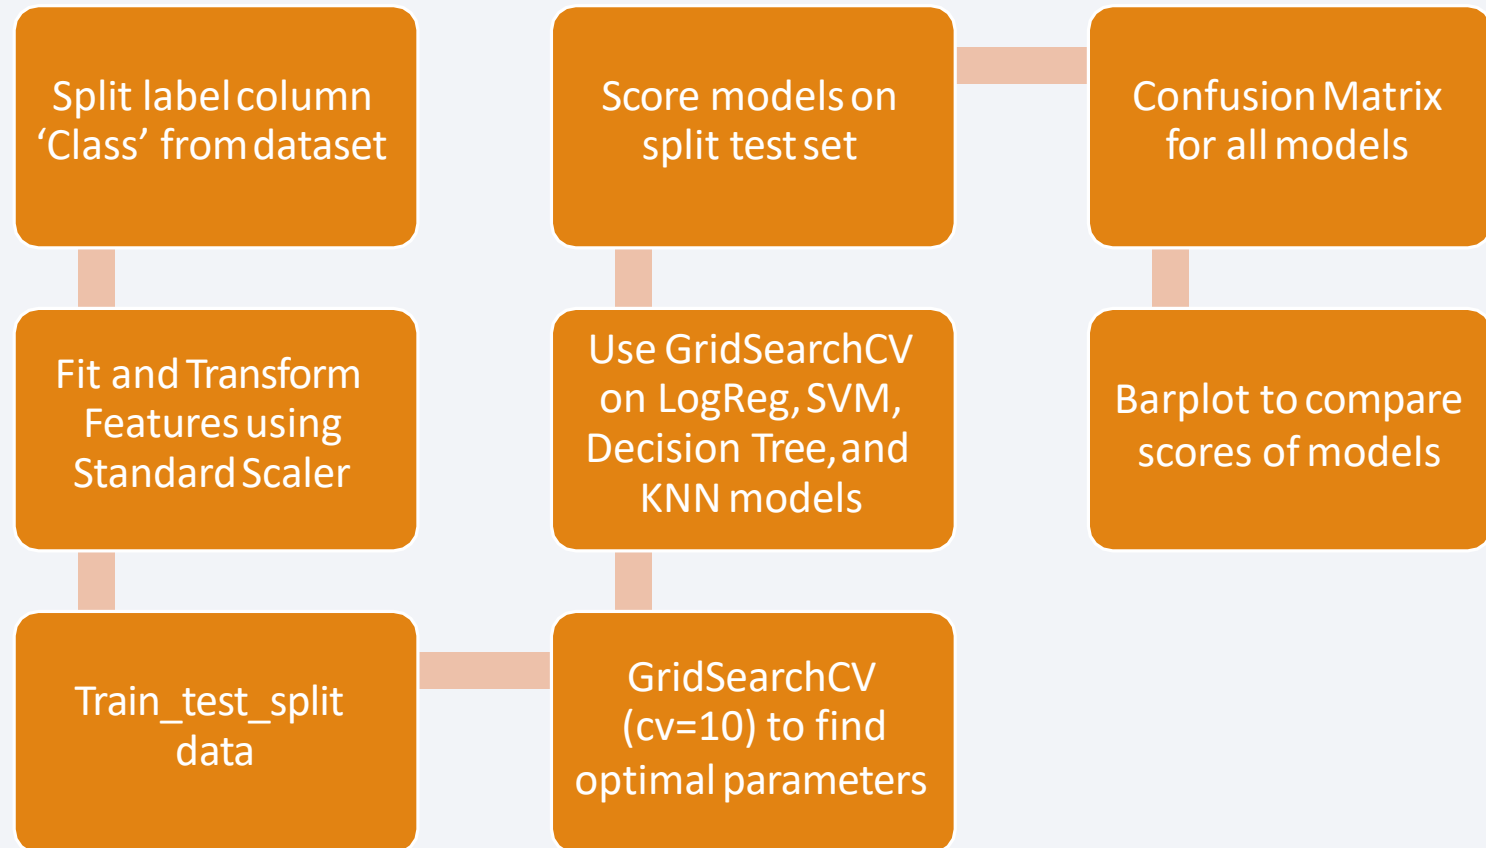 Split label column
‘Class’ from dataset
Fit and Transform
Features using
Standard Scaler
Train_test_split
data
GridSearchCV
(cv=10) to find
optimal parameters
Use GridSearchCV
on LogReg, SVM,
Decision Tree, and
KNN models
Score models on
split test set
Confusion Matrix
for all models
Barplot to compare
scores of models